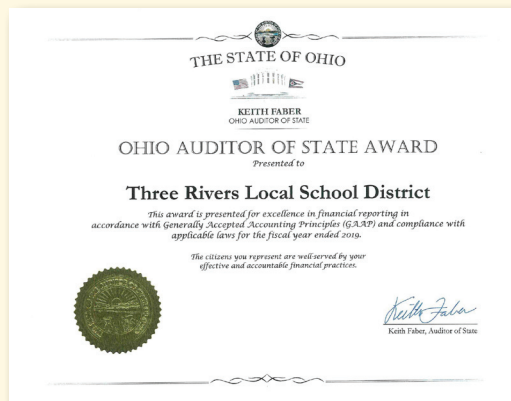 THE STATE OF OHIO
KEITH FABER
OHIO AUDITOR OF STATE
OHIO AUDITOR OF STATE AWARD
Presented to
Three Rivers Local School District
This award is presented for excellence in financial reporting in
accordance with Generally Accepted Accounting Principles (GAAP) and compliance with
applicable laws for the fiscal year ended 2019.
The citizens you represent are well-served by your
effective and accountable financial practices.
Keith Faber
Keith Faber, Auditor of State